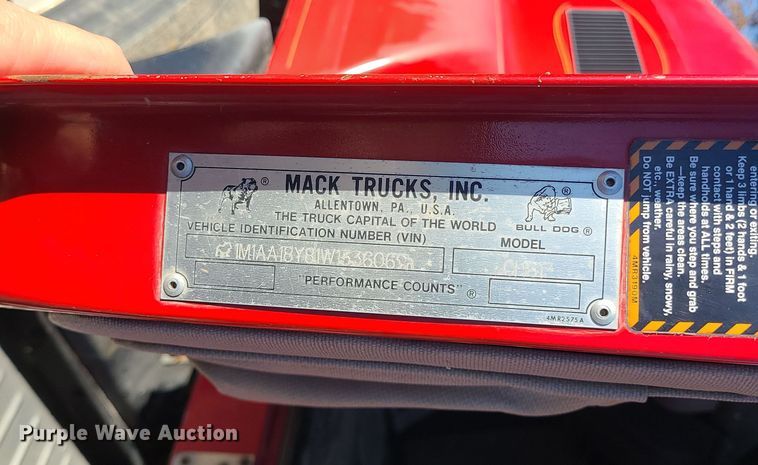 MACK TRUCKS, INC.
ALLENTOWN, PA., U.S.A.
THE TRUCK CAPITAL OF THE WORLD
BULL DOG ®
VEHICLE IDENTIFICATION NUMBER (VIN)
MODEL
"PERFORMANCE COUNTS" ®
4MR2575A
entering or exiting.
Keep 3 limbs (2 hands & 1 foot
or 1 hand & 2 feet) in FIRM
contact with steps and
handholds at ALL times.
Be sure where you step and grab
—keep the areas clean.
Be EXTRA careful in rainy, snowy,
etc., weather.
Do NOT jump from vehicle.
4MR3190M
Purple Wave Auction